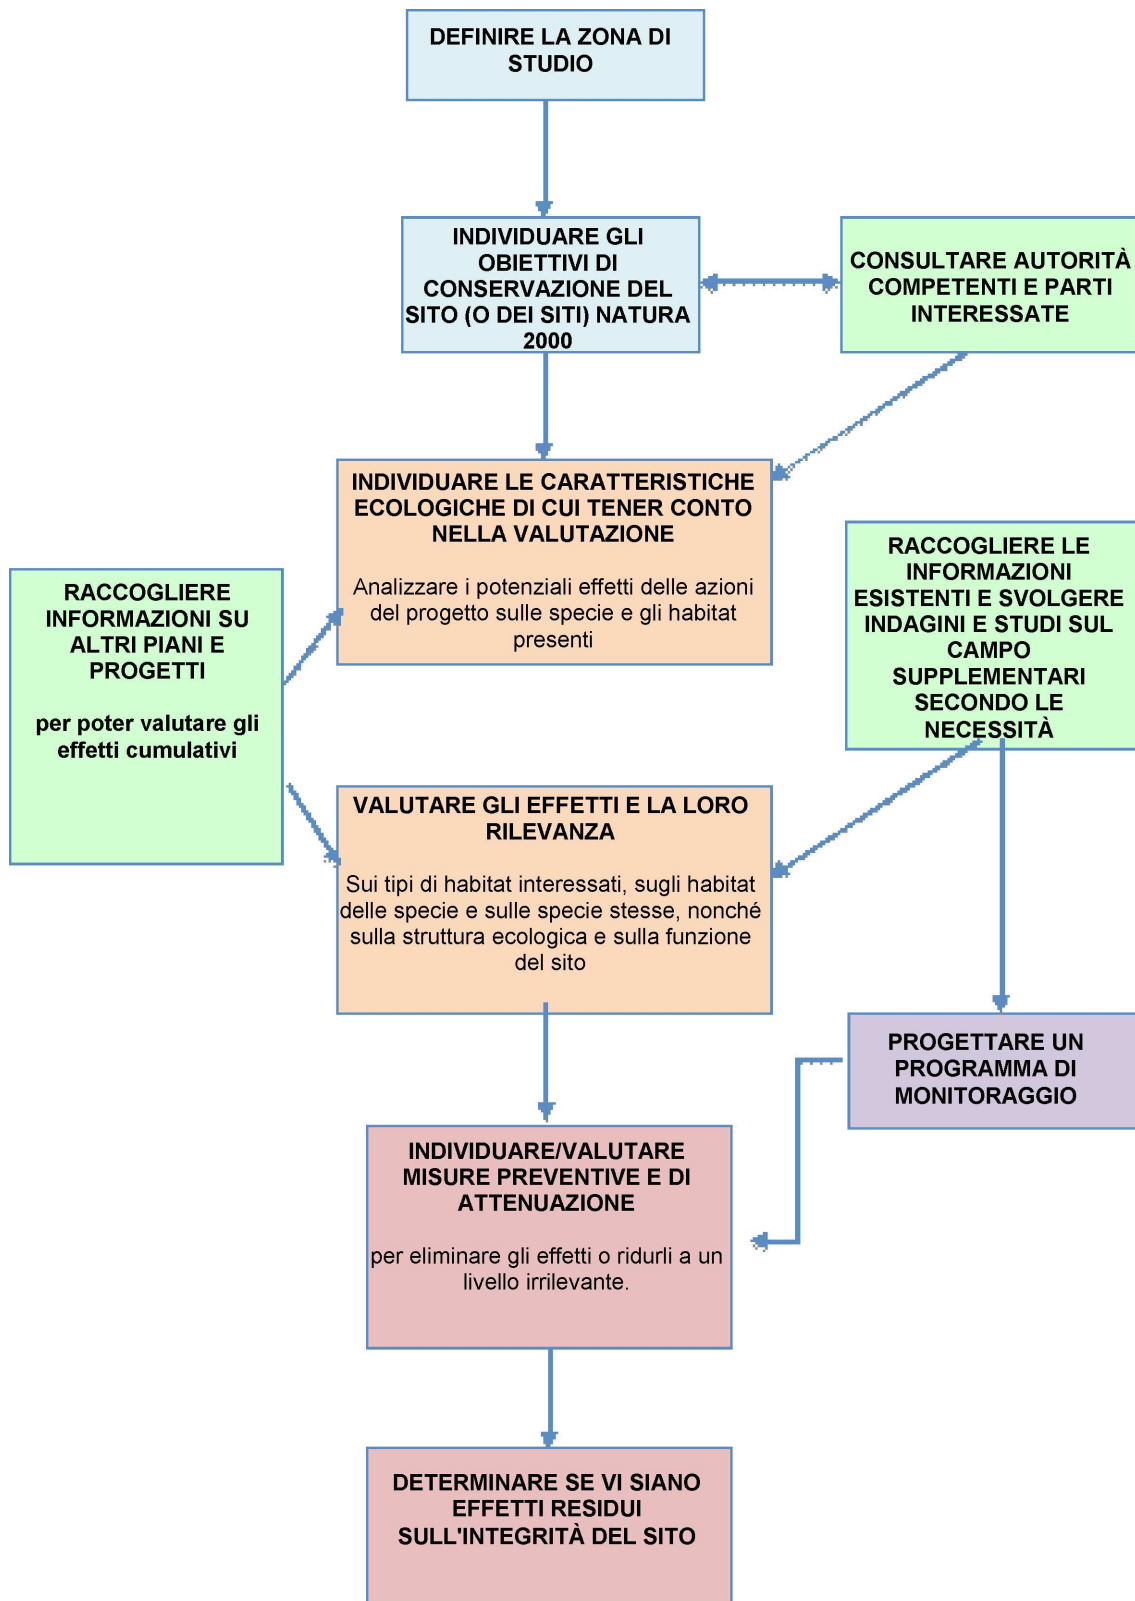 DEFINIRE LA ZONA DI
STUDIO
INDIVIDUARE GLI
OBIETTIVI DI
CONSERVAZIONE DEL
SITO (O DEI SITI) NATURA
2000
CONSULTARE AUTORITÀ
COMPETENTI E PARTI
INTERESSATE
INDIVIDUARE LE CARATTERISTICHE
ECOLOGICHE DI CUI TENER CONTO
NELLA VALUTAZIONE
Analizzare i potenziali effetti delle azioni
del progetto sulle specie e gli habitat
presenti
RACCOGLIERE LE
INFORMAZIONI
ESISTENTI E SVOLGERE
INDAGINI E STUDI SUL
CAMPO
SUPPLEMENTARI
SECONDO LE
NECESSITÀ
RACCOGLIERE
INFORMAZIONI SU
ALTRI PIANI E
PROGETTI
per poter valutare gli
effetti cumulativi
VALUTARE GLI EFFETTI E LA LORO
RILEVANZA
Sui tipi di habitat interessati, sugli habitat
delle specie e sulle specie stesse, nonché
sulla struttura ecologica e sulla funzione
del sito
PROGETTARE UN
PROGRAMMA DI
MONITORAGGIO
INDIVIDUARE/VALUTARE
MISURE PREVENTIVE E DI
ATTENUAZIONE
per eliminare gli effetti o ridurli a un
livello irrilevante.
DETERMINARE SE VI SIANO
EFFETTI RESIDUI
SULL'INTEGRITÀ DEL SITO